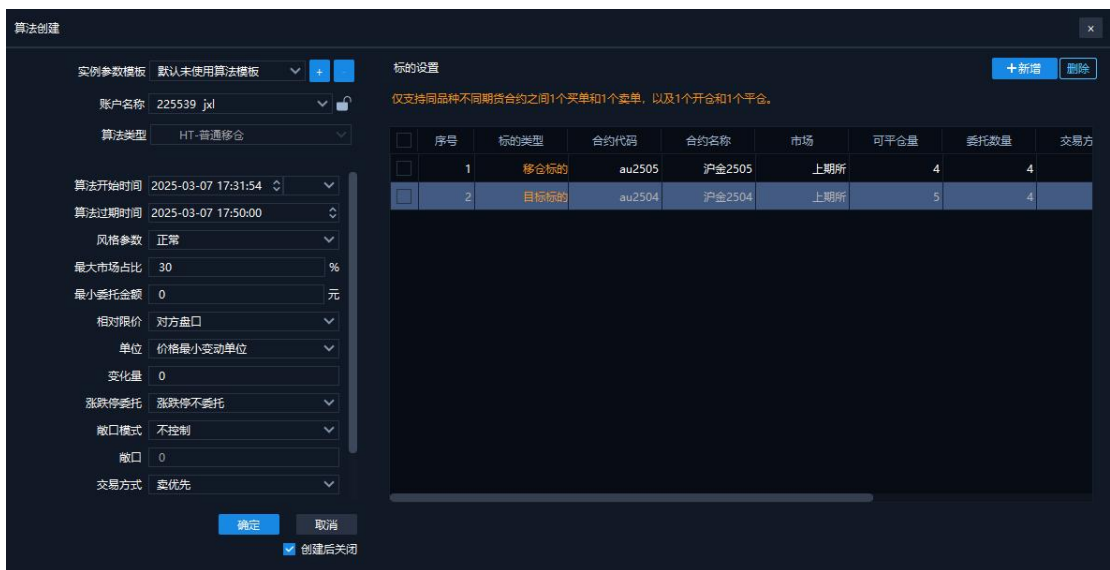 算法创建
×
实例参数模板 默认未使用算法模板 + -
账户名称 225539 jxl
算法类型 HT-普通移仓
算法开始时间 2025-03-07 17:31:54
算法过期时间 2025-03-07 17:50:00
风格参数 正常
最大市场占比 30 %
最小委托金额 0 元
相对限价 对方盘口
单位 价格最小变动单位
变化量 0
涨跌停委托 涨跌停不委托
敞口模式 不控制
敞口 0
交易方式 卖优先
确定 取消
创建后关闭
标的设置 +新增 删除
仅支持同品种不同期货合约之间1个买单和1个卖单，以及1个开仓和1个平仓。
序号 标的类型 合约代码 合约名称 市场 可平仓量 委托数量 交易方
1 移仓标的 au2505 沪金2505 上期所 4 4
2 目标标的 au2504 沪金2504 上期所 5 4